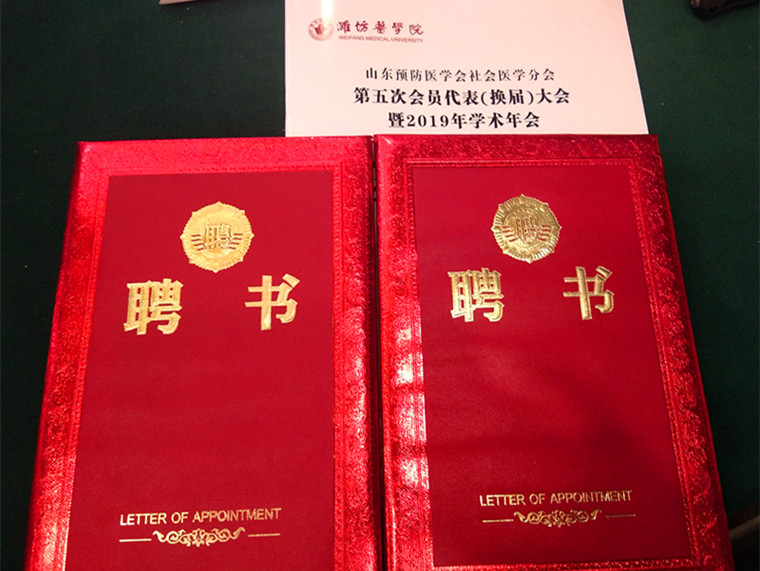 潍坊醫學院
WEIFANG MEDICAL UNIVERSITY
山东预防医学会社会医学分会
第五次会员代表(换届)大会
暨2019年学术年会
聘
聘书
LETTER OF APPOINTMENT
聘
聘书
LETTER OF APPOINTMENT